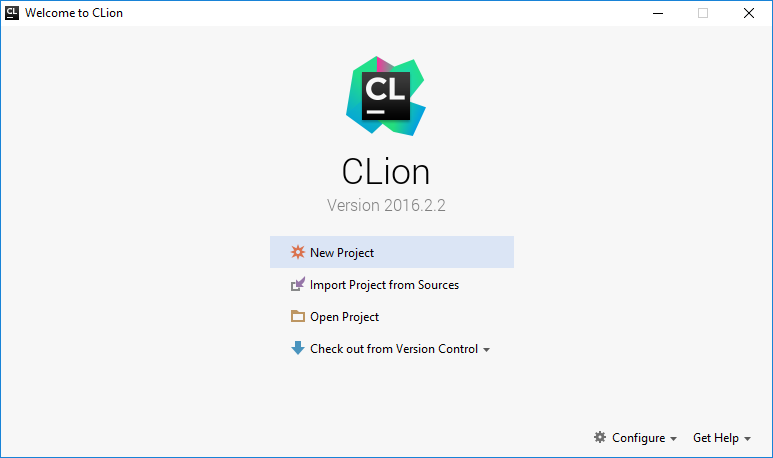 CL Welcome to CLion
CL
CLion
Version 2016.2.2
New Project
Import Project from Sources
Open Project
Check out from Version Control
Configure Get Help